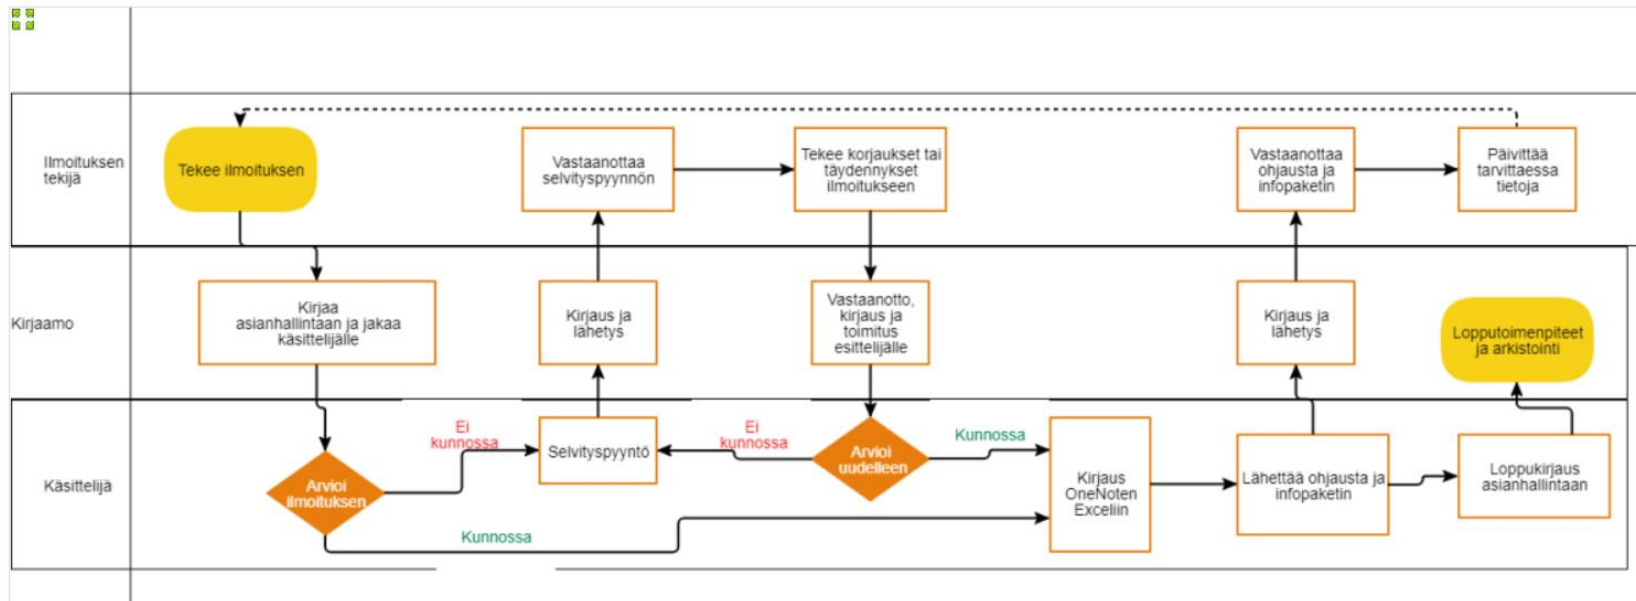 Ilmoituksen
tekijä
Tekee ilmoituksen
Vastaanottaa
selvityspyynnön
Tekee korjaukset tai
täydennykset
ilmoitukseen
Vastaanottaa
ohjausta ja
infopaketin
Päivittää
tarvittaessa
tietoja
Kirjaamo
Kirjaa
asianhallintaan ja jakaa
käsittelijälle
Kirjaus ja
lähetys
Vastaanotto,
kirjaus ja
toimitus
esittelijälle
Kirjaus ja
lähetys
Lopputoimenpiteet
ja arkistointi
Käsittelijä
Arvioi
ilmoituksen
Ei
kunnossa
Kunnossa
Selvityspyyntö
Ei
kunnossa
Arvioi
uudelleen
Kunnossa
Kirjaus
OneNoten
Exceliin
Lähettää ohjausta ja
infopaketin
Loppukirjaus
asianhallintaan